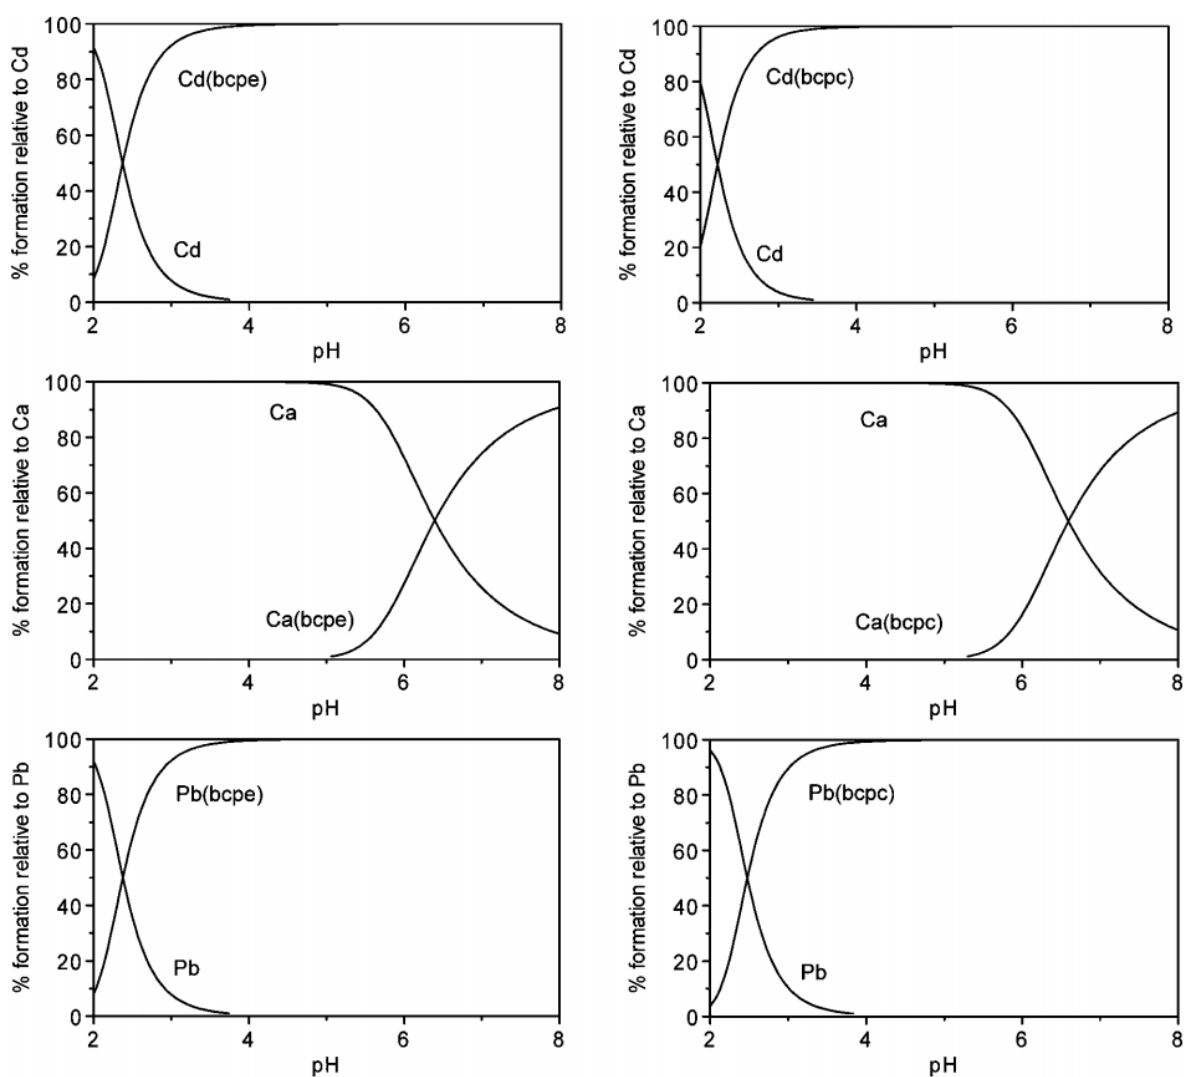 % formation relative to Cd
100
80
60
40
20
0
Cd(bcpe)
Cd
2 4 6 8
pH
% formation relative to Cd
100
80
60
40
20
0
Cd(bcpc)
Cd
2 4 6 8
pH
% formation relative to Ca
100
80
60
40
20
0
Ca
Ca(bcpe)
2 4 6 8
pH
% formation relative to Ca
100
80
60
40
20
0
Ca
Ca(bcpc)
2 4 6 8
pH
% formation relative to Pb
100
80
60
40
20
0
Pb(bcpe)
Pb
2 4 6 8
pH
% formation relative to Pb
100
80
60
40
20
0
Pb(bcpc)
Pb
2 4 6 8
pH